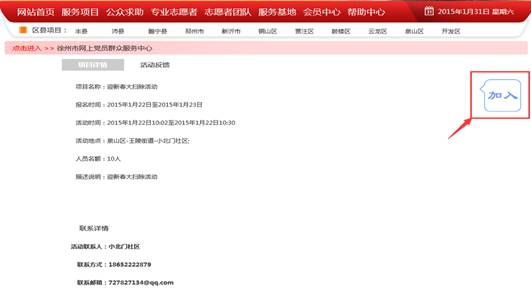 网站首页 服务项目 公众求助 专业志愿者 志愿者团队 服务基地 会员中心 帮助中心 2015年1月31日 星期六
区县项目： 丰县 沛县 睢宁县 邳州市 新沂市 铜山区 贾汪区 鼓楼区 云龙区 泉山区 开发区
点击进入 >> 徐州市网上党员群众服务中心
项目详情 活动反馈
项目名称：迎新春大扫除活动
加入
报名时间：2015年1月22日至2015年1月23日
活动时间：2015年1月22日10:02至2015年1月22日10:30
活动地点：泉山区-王陵街道-小北门社区;
人员名额：10人
描述说明：迎新春大扫除活动
联系详情
活动联系人：小北门社区
联系方式：18652222879
联系邮箱：727827134@qq.com